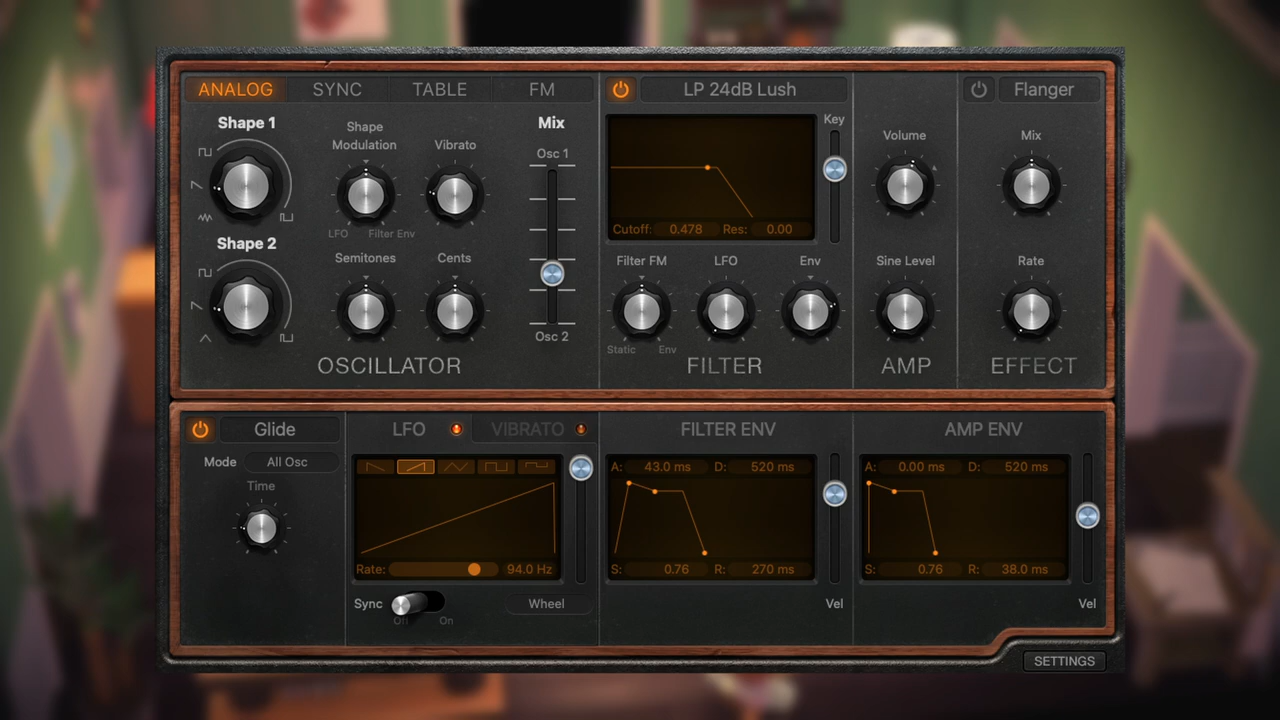 ANALOG SYNC TABLE FM
Shape 1
Shape Modulation
Vibrato
Mix
Osc 1
LFO Filter Env
Shape 2
Semitones
Cents
Osc 2
OSCILLATOR
LP 24dB Lush
Key
Cutoff: 0.478 Res: 0.00
Filter FM
LFO
Env
Static Env
FILTER
Volume
Sine Level
AMP
Flanger
Mix
Rate
EFFECT
Glide
Mode All Osc
Time
LFO VIBRATO
Rate: 94.0 Hz
Sync
Off On
Wheel
FILTER ENV
A: 43.0 ms D: 520 ms
S: 0.76 R: 270 ms
Vel
AMP ENV
A: 0.00 ms D: 520 ms
S: 0.76 R: 38.0 ms
Vel
SETTINGS